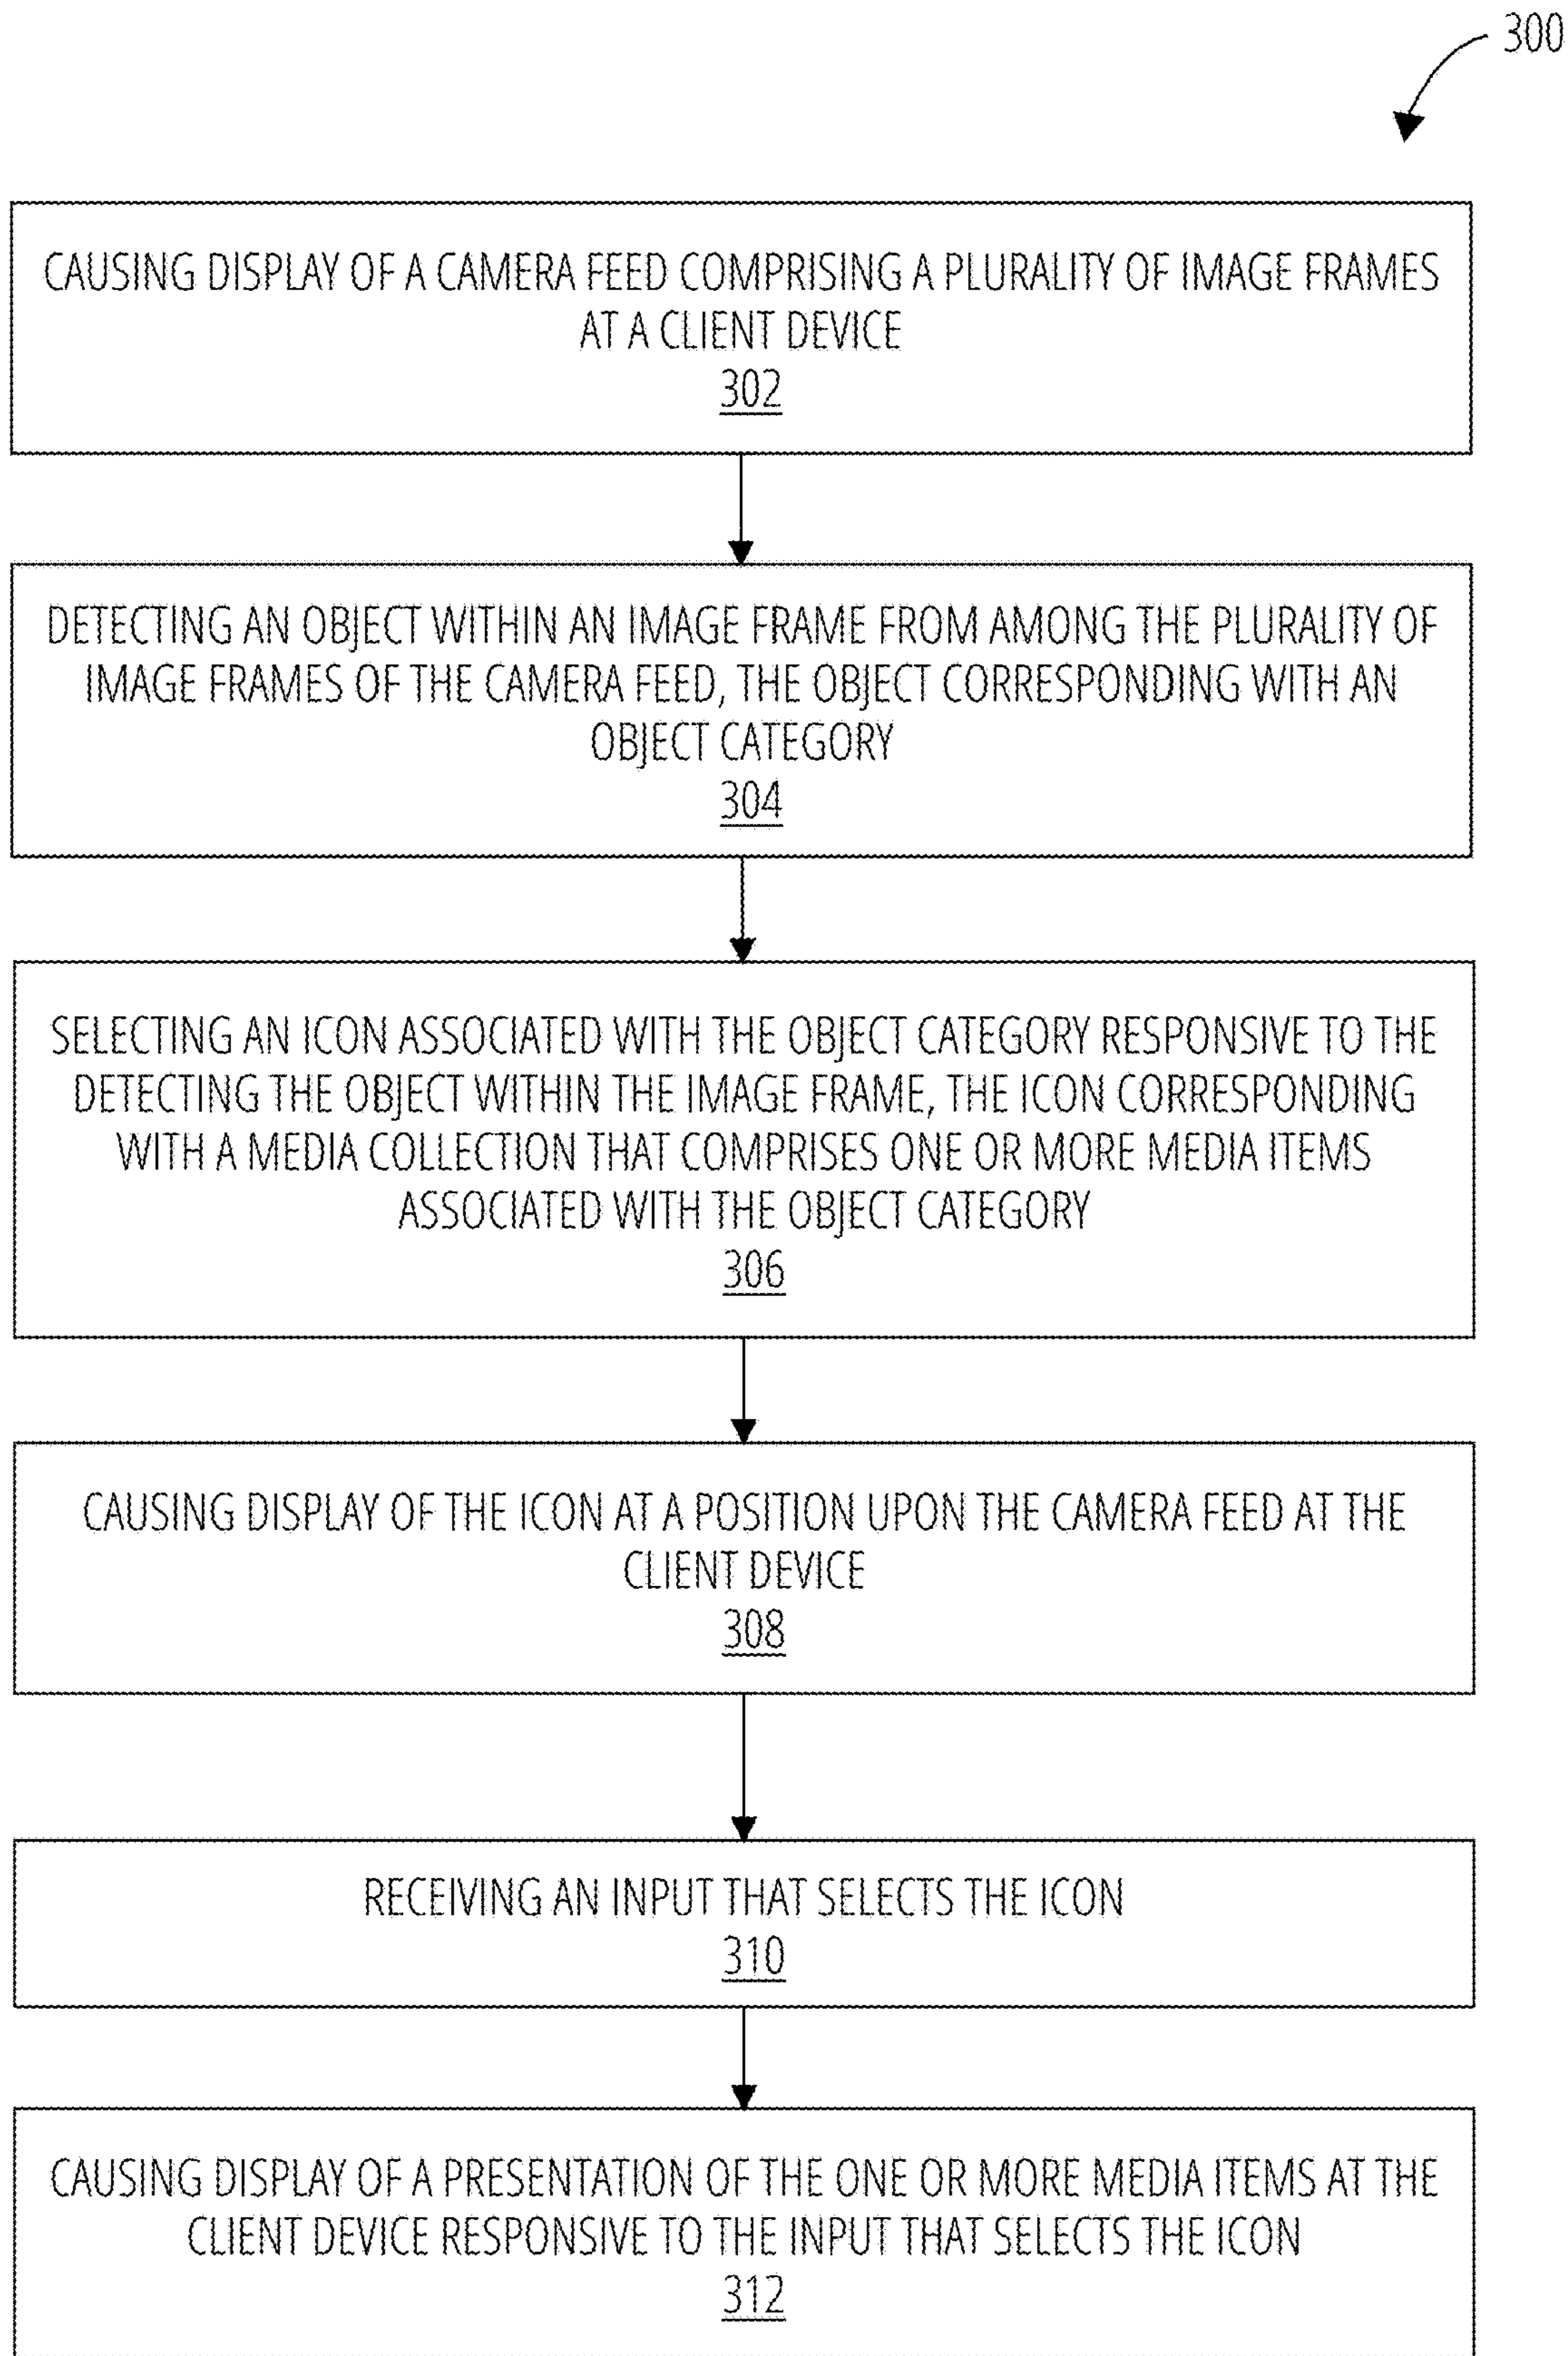 300
CAUSING DISPLAY OF A CAMERA FEED COMPRISING A PLURALITY OF IMAGE FRAMES
AT A CLIENT DEVICE
302
DETECTING AN OBJECT WITHIN AN IMAGE FRAME FROM AMONG THE PLURALITY OF
IMAGE FRAMES OF THE CAMERA FEED, THE OBJECT CORRESPONDING WITH AN
OBJECT CATEGORY
304
SELECTING AN ICON ASSOCIATED WITH THE OBJECT CATEGORY RESPONSIVE TO THE
DETECTING THE OBJECT WITHIN THE IMAGE FRAME, THE ICON CORRESPONDING
WITH A MEDIA COLLECTION THAT COMPRISES ONE OR MORE MEDIA ITEMS
ASSOCIATED WITH THE OBJECT CATEGORY
306
CAUSING DISPLAY OF THE ICON AT A POSITION UPON THE CAMERA FEED AT THE
CLIENT DEVICE
308
RECEIVING AN INPUT THAT SELECTS THE ICON
310
CAUSING DISPLAY OF A PRESENTATION OF THE ONE OR MORE MEDIA ITEMS AT THE
CLIENT DEVICE RESPONSIVE TO THE INPUT THAT SELECTS THE ICON
312